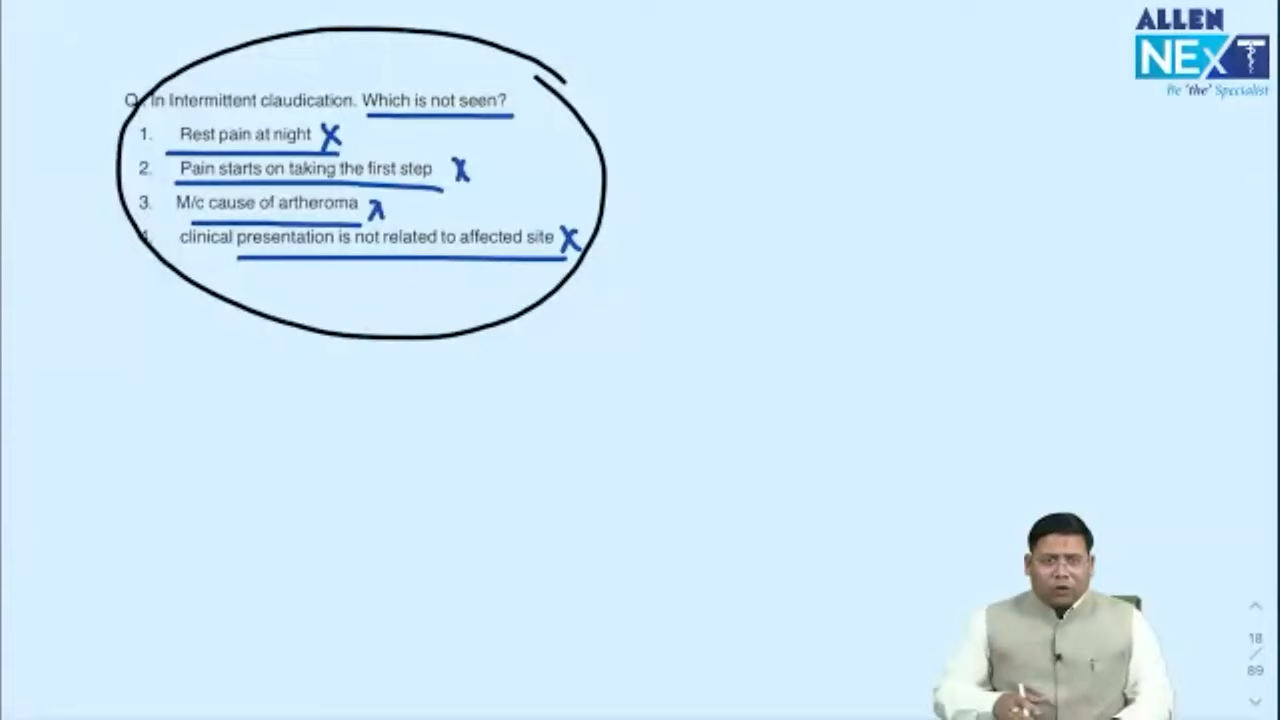 ALLEN
NEXT
Be 'the' Specialist
Q. In Intermittent claudication. Which is not seen?
1. Rest pain at night X
2. Pain starts on taking the first step X
3. M/c cause of artheroma X
4. clinical presentation is not related to affected site X
18
/
89